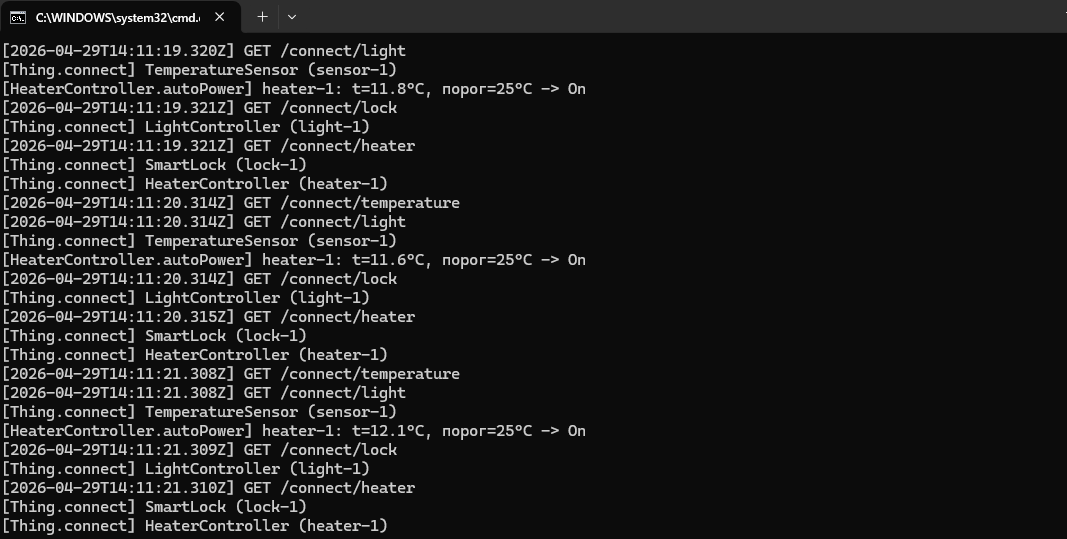 C:\WINDOWS\system32\cmd.
[2026-04-29T14:11:19.320Z] GET /connect/light
[Thing.connect] TemperatureSensor (sensor-1)
[HeaterController.autoPower] heater-1: t=11.8°C, порог=25°C -> On
[2026-04-29T14:11:19.321Z] GET /connect/lock
[Thing.connect] LightController (light-1)
[2026-04-29T14:11:19.321Z] GET /connect/heater
[Thing.connect] SmartLock (lock-1)
[Thing.connect] HeaterController (heater-1)
[2026-04-29T14:11:20.314Z] GET /connect/temperature
[2026-04-29T14:11:20.314Z] GET /connect/light
[Thing.connect] TemperatureSensor (sensor-1)
[HeaterController.autoPower] heater-1: t=11.6°C, порог=25°C -> On
[2026-04-29T14:11:20.314Z] GET /connect/lock
[Thing.connect] LightController (light-1)
[2026-04-29T14:11:20.315Z] GET /connect/heater
[Thing.connect] SmartLock (lock-1)
[Thing.connect] HeaterController (heater-1)
[2026-04-29T14:11:21.308Z] GET /connect/temperature
[2026-04-29T14:11:21.308Z] GET /connect/light
[Thing.connect] TemperatureSensor (sensor-1)
[HeaterController.autoPower] heater-1: t=12.1°C, порог=25°C -> On
[2026-04-29T14:11:21.309Z] GET /connect/lock
[Thing.connect] LightController (light-1)
[2026-04-29T14:11:21.310Z] GET /connect/heater
[Thing.connect] SmartLock (lock-1)
[Thing.connect] HeaterController (heater-1)